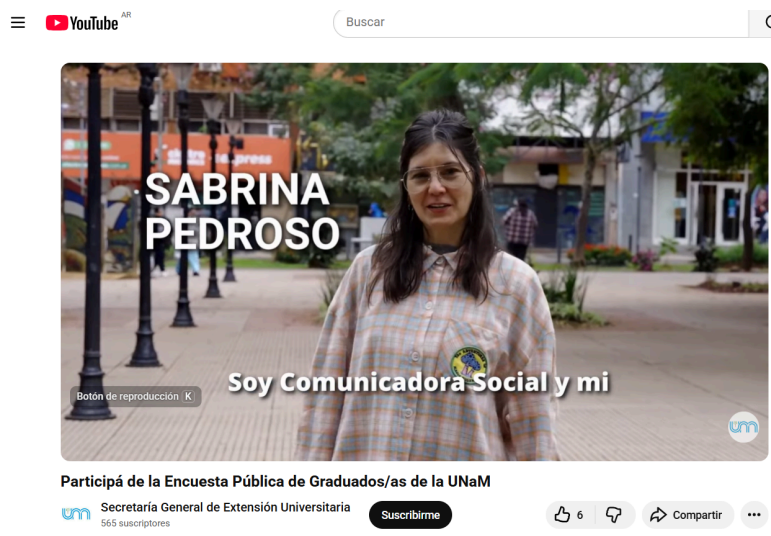 YouTube AR
Buscar
SABRINA
PEDROSO
Soy Comunicadora Social y mi
Botón de reproducción K
Participá de la Encuesta Pública de Graduados/as de la UNaM
Secretaría General de Extensión Universitaria
565 suscriptores
Suscribirme
6
Compartir